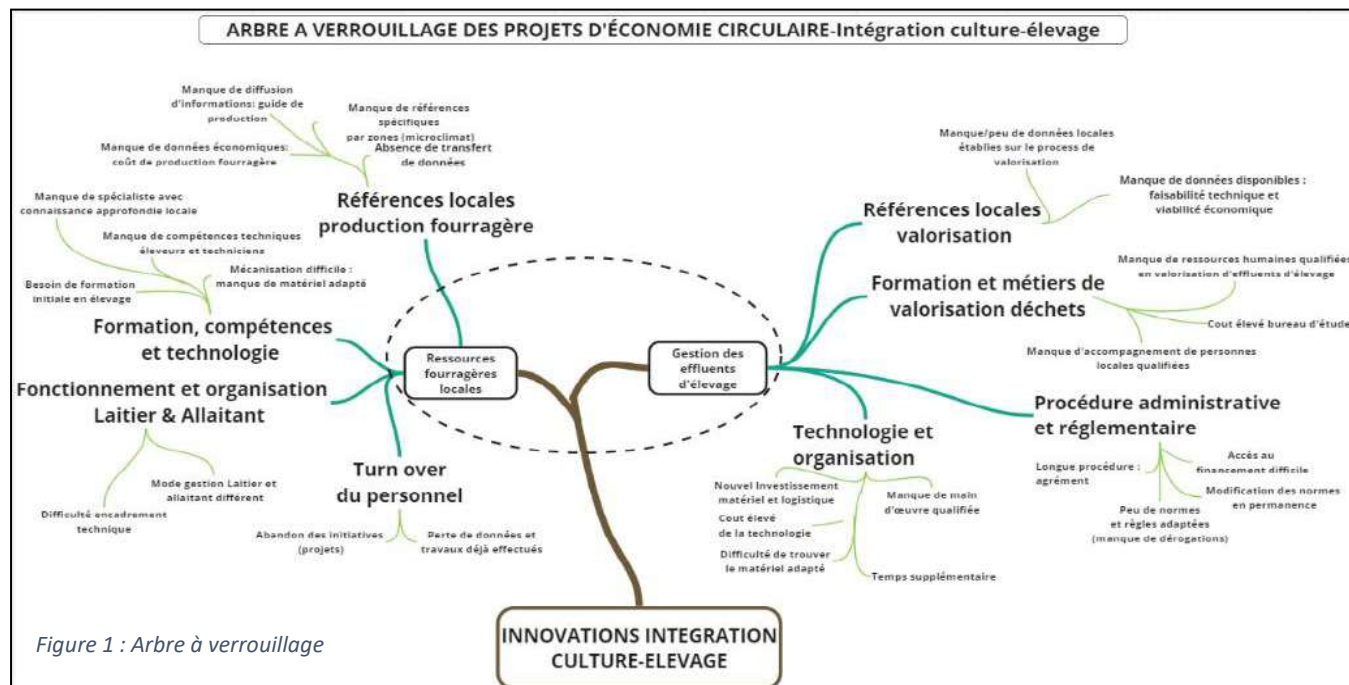 ARBRE A VERROUILLAGE DES PROJETS D'ÉCONOMIE CIRCULAIRE-Intégration culture-élevage
Manque de diffusion
d'informations: guide de
production
Manque de références
spécifiques
par zones (microclimat)
Manque de données économiques:
coût de production fourragère
Absence de transfert
de données
Références locales
production fourragère
Manque de spécialiste avec
connaissance approfondie locale
Manque de compétences techniques
éleveurs et techniciens
Besoin de formation
initiale en élevage
Mécanisation difficile :
manque de matériel adapté
Formation, compétences
et technologie
Fonctionnement et organisation
Laitier & Allaitant
Mode gestion Laitier et
allaitant différent
Difficulté encadrement
technique
Turn over
du personnel
Abandon des initiatives
(projets)
Perte de données et
travaux déjà effectués
Ressources
fourragères
locales
Gestion des
effluents
d'élevage
Manque/peu de données locales
établies sur le process de
valorisation
Manque de données disponibles :
faisabilité technique et
viabilité économique
Références locales
valorisation
Manque de ressources humaines qualifiées
en valorisation d'effluents d'élevage
Formation et métiers de
valorisation déchets
Cout élevé bureau d'étude
Manque d'accompagnement de personnes
locales qualifiées
Procédure administrative
et réglementaire
Longue procédure :
agrément
Accès au
financement difficile
Modification des normes
en permanence
Peu de normes
et règles adaptées
(manque de dérogations)
Technologie et
organisation
Nouvel Investissement
matériel et logistique
Manque de main
d'œuvre qualifiée
Cout élevé
de la technologie
Difficulté de trouver
le matériel adapté
Temps supplémentaire
INNOVATIONS INTEGRATION
CULTURE-ELEVAGE
Figure 1 : Arbre à verrouillage